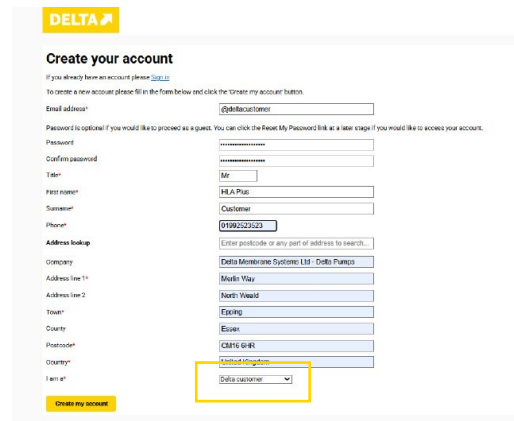 DELTA
Create your account
If you already have an account please Sign in
To create a new account please fill in the form below and click the 'Create my account' button.
Email address* @deltacustomer
Password is optional if you would like to proceed as a guest. You can click the Reset My Password link at a later stage if you would like to access your account.
Password
Confirm password
Title* Mr
First name* HLA Plus
Surname* Customer
Phone* 01992523523
Address lookup Enter postcode or any part of address to search...
Company Delta Membrane Systems Ltd - Delta Pumps
Address line 1* Merlin Way
Address line 2 North Weald
Town* Epping
County Essex
Postcode* CM16 6HR
Country* United Kingdom
I am a* Delta customer
Create my account